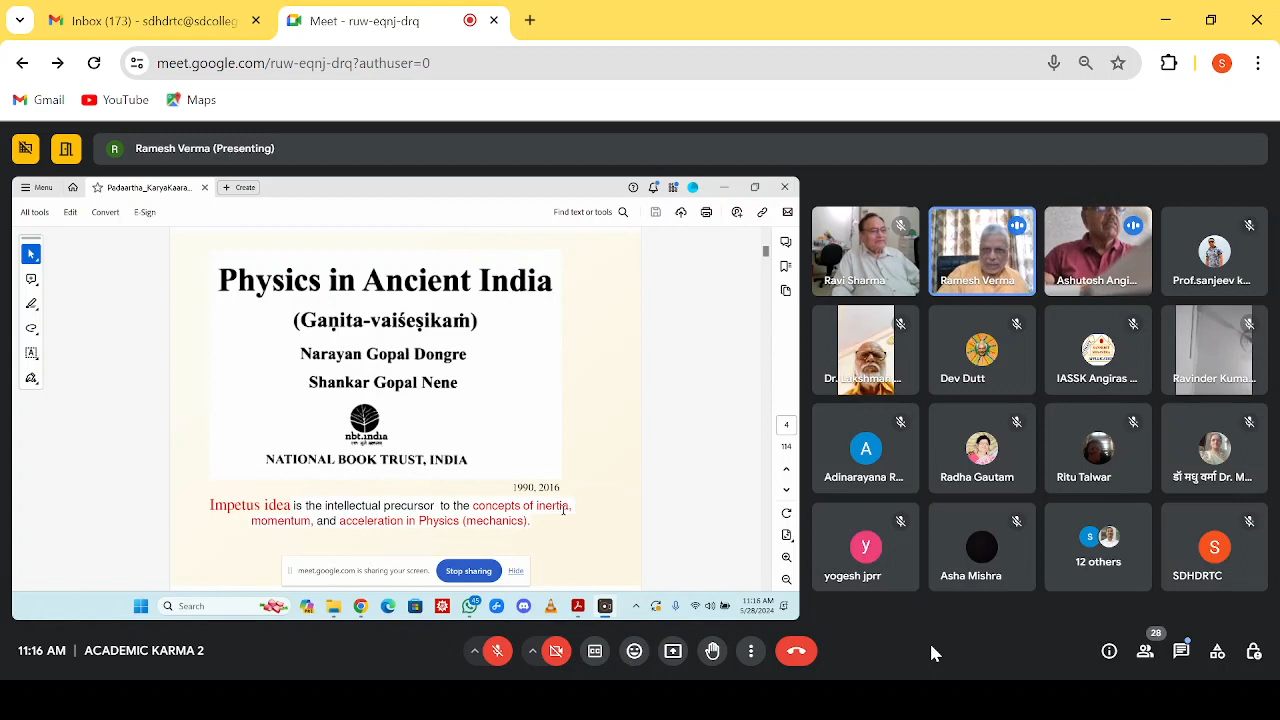 Inbox (173) - sdhdrtc@sdcolleg
Meet - ruw-eqnj-drq
meet.google.com/ruw-eqnj-drq?authuser=0
Gmail
YouTube
Maps
R
Ramesh Verma (Presenting)
Menu
Padaartha_KaryaKaara...
Create
All tools
Edit
Convert
E-Sign
Find text or tools
Physics in Ancient India
(Gaṇita-vaiśeṣikaṁ)
Narayan Gopal Dongre
Shankar Gopal Nene
nbt.india
NATIONAL BOOK TRUST, INDIA
1990, 2016
Impetus idea is the intellectual precursor to the concepts of inertia,
momentum, and acceleration in Physics (mechanics).
4
114
meet.google.com is sharing your screen.
Stop sharing
Hide
Search
45
11:16 AM
5/28/2024
Ravi Sharma
Ramesh Verma
Ashutosh Angi...
Prof.sanjeev k...
Dr. Lakshman ...
Dev Dutt
IASSK Angiras ...
Ravinder Kuma...
A
Adinarayana R...
Radha Gautam
Ritu Talwar
डॉ मधु वर्मा Dr. M...
y
yogesh jprr
Asha Mishra
S
12 others
S
SDHDRTC
11:16 AM
ACADEMIC KARMA 2
28